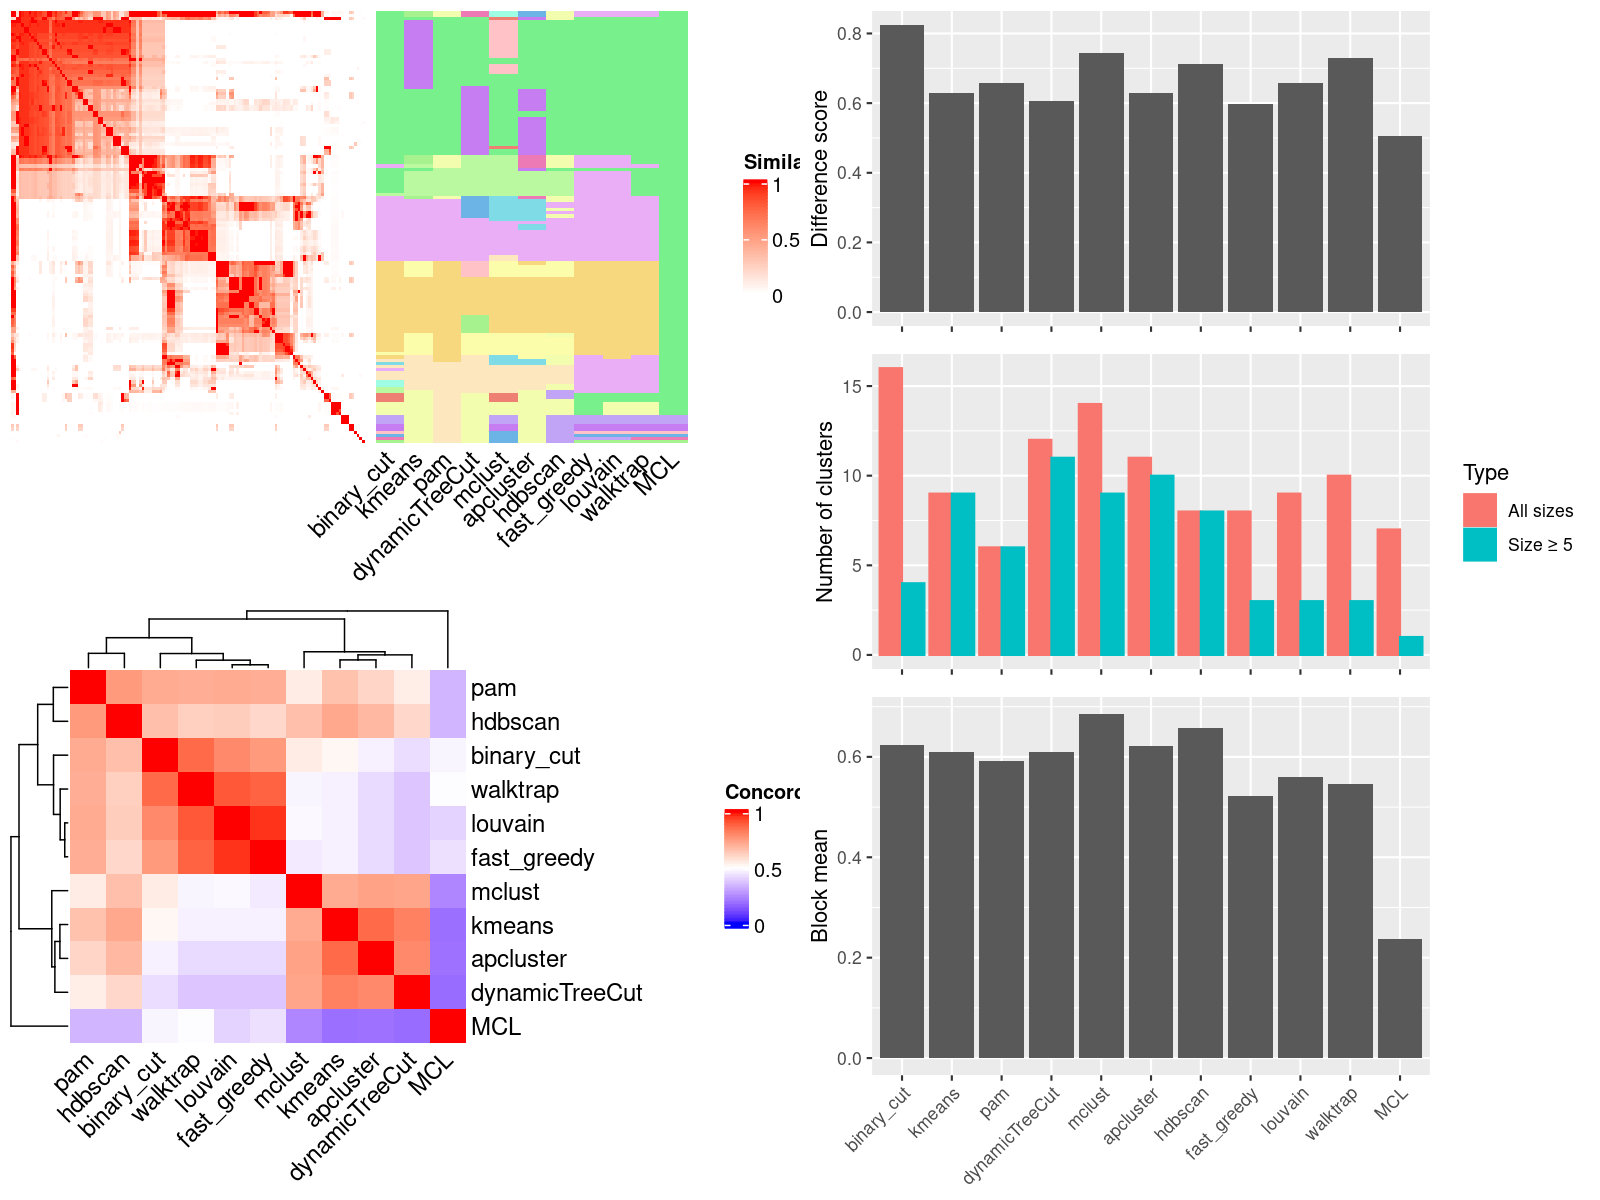 Simila
1
0.5
0
binary_cut
kmeans
pam
dynamicTreeCut
mclust
apcluster
hdbscan
fast_greedy
louvain
walktrap
MCL
pam
hdbscan
binary_cut
walktrap
louvain
fast_greedy
mclust
kmeans
apcluster
dynamicTreeCut
MCL
pam
hdbscan
binary_cut
walktrap
louvain
fast_greedy
mclust
kmeans
apcluster
dynamicTreeCut
MCL
Concord
1
0.5
0
Difference score
0.8
0.6
0.4
0.2
0.0
Number of clusters
15
10
5
0
Type
All sizes
Size ≥ 5
Block mean
0.6
0.4
0.2
0.0
binary_cut
kmeans
pam
dynamicTreeCut
mclust
apcluster
hdbscan
fast_greedy
louvain
walktrap
MCL